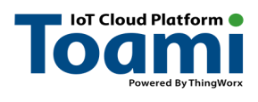 IoT Cloud Platform
Toami
Powered By ThingWorx